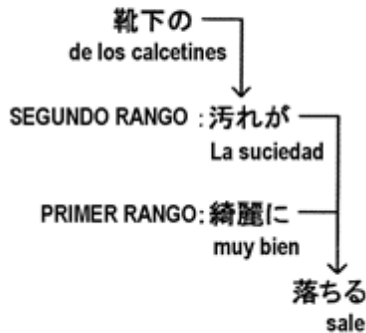 靴下の
de los calcetines
SEGUNDO RANGO : 汚れが
La suciedad
PRIMER RANGO: 綺麗に
muy bien
落ちる
sale